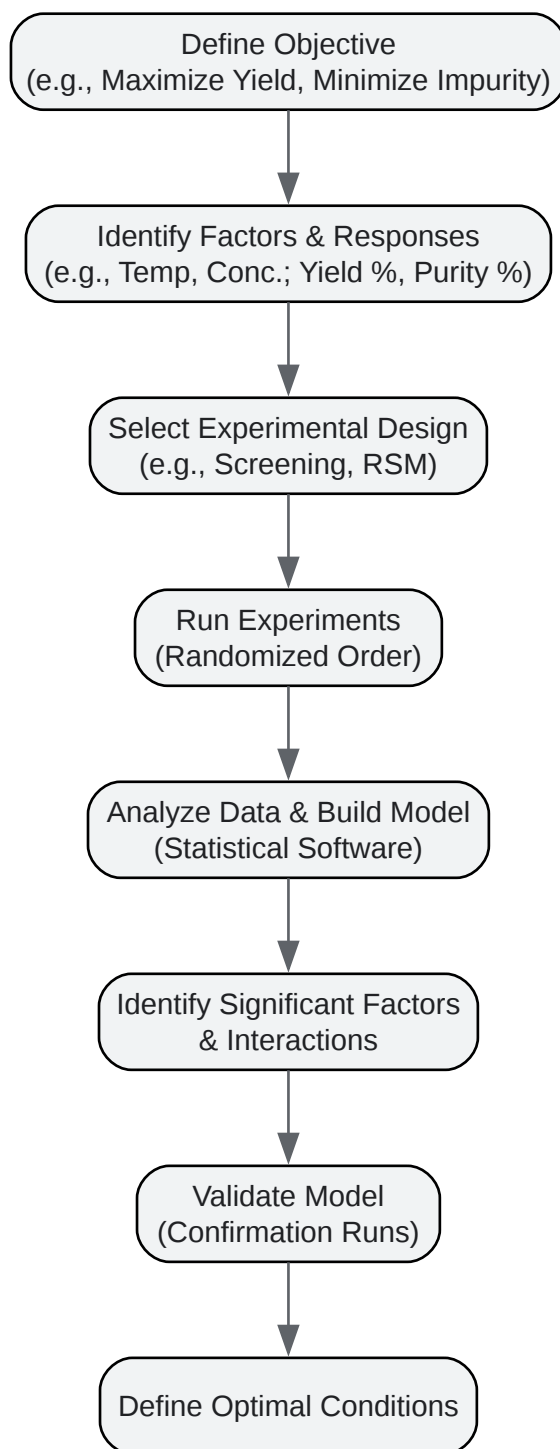 Define Objective
(e.g., Maximize Yield, Minimize Impurity)
Identify Factors & Responses
(e.g., Temp, Conc.; Yield %, Purity %)
Select Experimental Design
(e.g., Screening, RSM)
Run Experiments
(Randomized Order)
Analyze Data & Build Model
(Statistical Software)
Identify Significant Factors
& Interactions
Validate Model
(Confirmation Runs)
Define Optimal Conditions